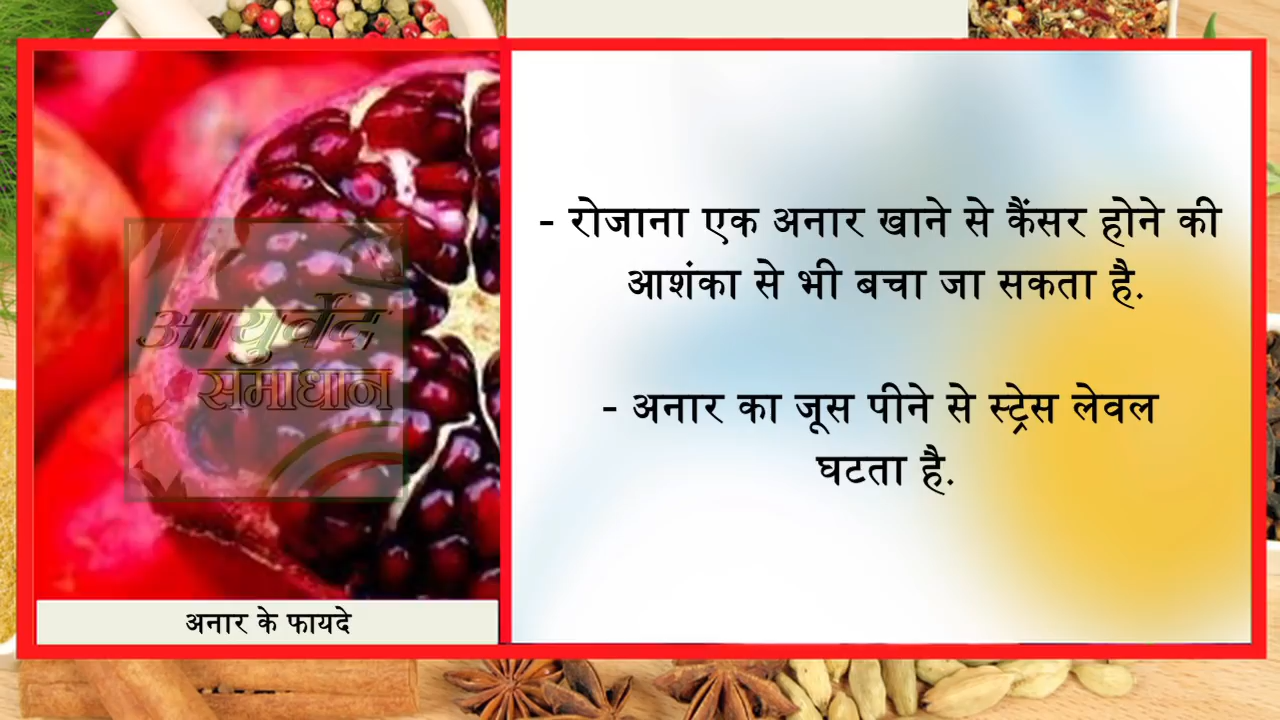 - रोजाना एक अनार खाने से कैंसर होने की
आशंका से भी बचा जा सकता है.
- अनार का जूस पीने से स्ट्रेस लेवल
घटता है.
आयुर्वेद
समाधान
अनार के फायदे